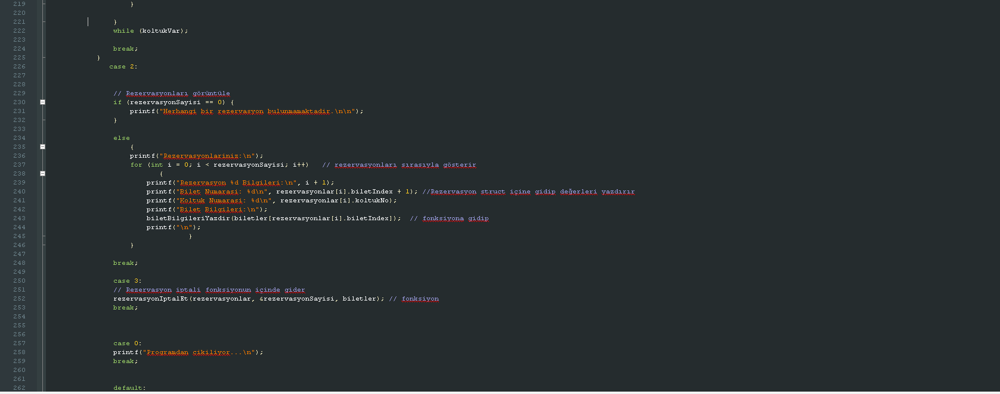 219 }
220
221 }
222 while (koltukVar);
223
224 break;
225 }
226 case 2:
227
228
229 // Rezervasyonları görüntüle
230 if (rezervasyonSayisi == 0) {
231 printf("Herhangi bir rezervasyon bulunmamaktadir.\n\n");
232 }
233
234 else
235 {
236 printf("Rezervasyonlariniz:\n");
237 for (int i = 0; i < rezervasyonSayisi; i++) // rezervasyonları sırasıyla gösterir
238 {
239 printf("Rezervasyon %d Bilgileri:\n", i + 1);
240 printf("Bilet Numarasi: %d\n", rezervasyonlar[i].biletIndex + 1); //Rezervasyon struct içine gidip değerleri yazdırır
241 printf("Koltuk Numarasi: %d\n", rezervasyonlar[i].koltukNo);
242 printf("Bilet Bilgileri:\n");
243 biletBilgileriYazdir(biletler[rezervasyonlar[i].biletIndex]); // fonksiyona gidip
244 printf("\n");
245 }
246 }
247
248 break;
249
250 case 3:
251 // Rezervasyon iptali fonksiyonun içinde gider
252 rezervasyonIptalEt(rezervasyonlar, &rezervasyonSayisi, biletler); // fonksiyon
253 break;
254
255
256
257 case 0:
258 printf("Programdan cikiliyor...\n");
259 break;
260
261
262 default: